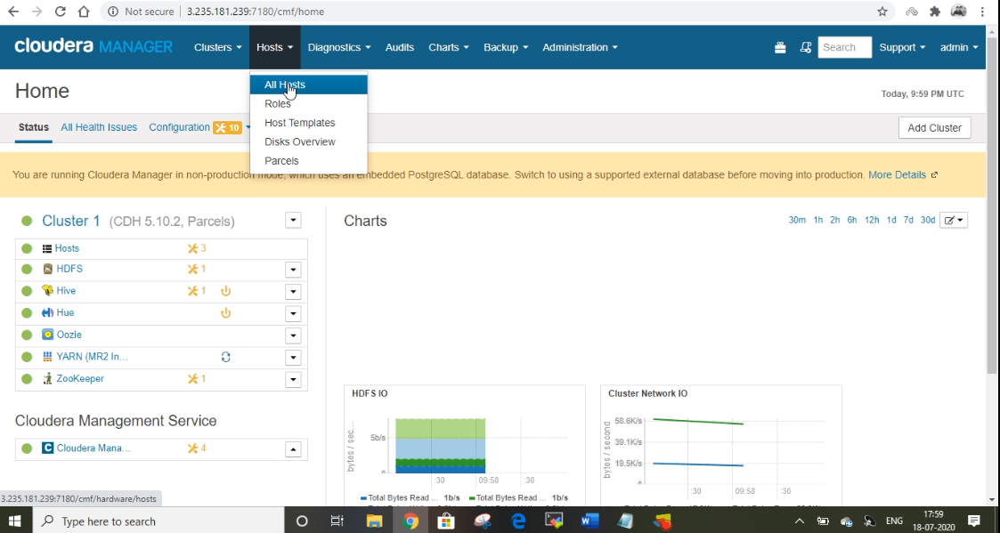 Not secure 3.235.181.239:7180/cmf/home
cloudera MANAGER Clusters Hosts Diagnostics Audits Charts Backup Administration Search Support admin
All Hosts
Roles
Host Templates
Disks Overview
Parcels
Home
Today, 9:59 PM UTC
Status All Health Issues Configuration 10 Add Cluster
You are running Cloudera Manager in non-production mode, which uses an embedded PostgreSQL database. Switch to using a supported external database before moving into production. More Details
Cluster 1 (CDH 5.10.2, Parcels)
Hosts 3
HDFS 1
Hive 1
Hue
Oozie
YARN (MR2 In...
ZooKeeper 1
Cloudera Management Service
Cloudera Mana... 4
Charts
30m 1h 2h 6h 12h 1d 7d 30d
HDFS IO
bytes / sec...
5b/s
0
:30 09:58 :30
Total Bytes Read ... 1b/s Total Bytes Read ... 1b/s
Cluster Network IO
bytes / second
58.6K/s
39.1K/s
19.5K/s
0
:30 09:58 :30
3.235.181.239:7180/cmf/hardware/hosts
Type here to search
ENG
17:59
18-07-2020